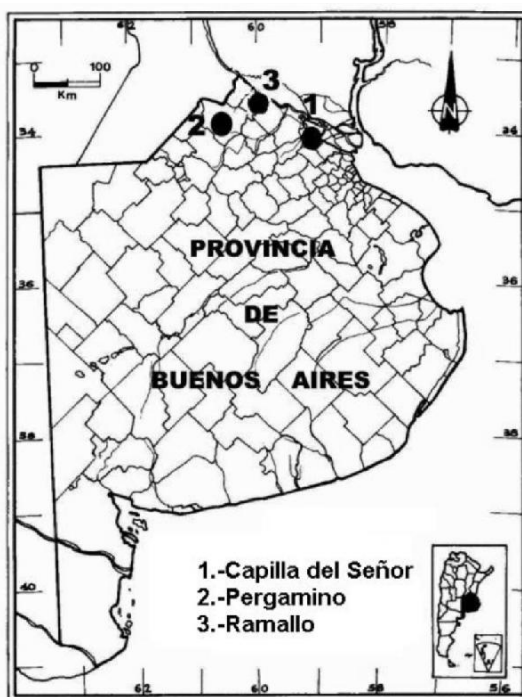 62 60 58
0 100
Km
N
3
1
2
34 34
PROVINCIA
36 36
DE
BUENOS AIRES
38 38
1.-Capilla del Señor
2.-Pergamino
3.-Ramallo
40
62 60 58 56